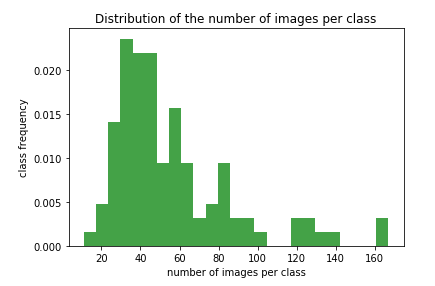 Distribution of the number of images per class
class frequency
0.020
0.015
0.010
0.005
0.000
20 40 60 80 100 120 140 160
number of images per class